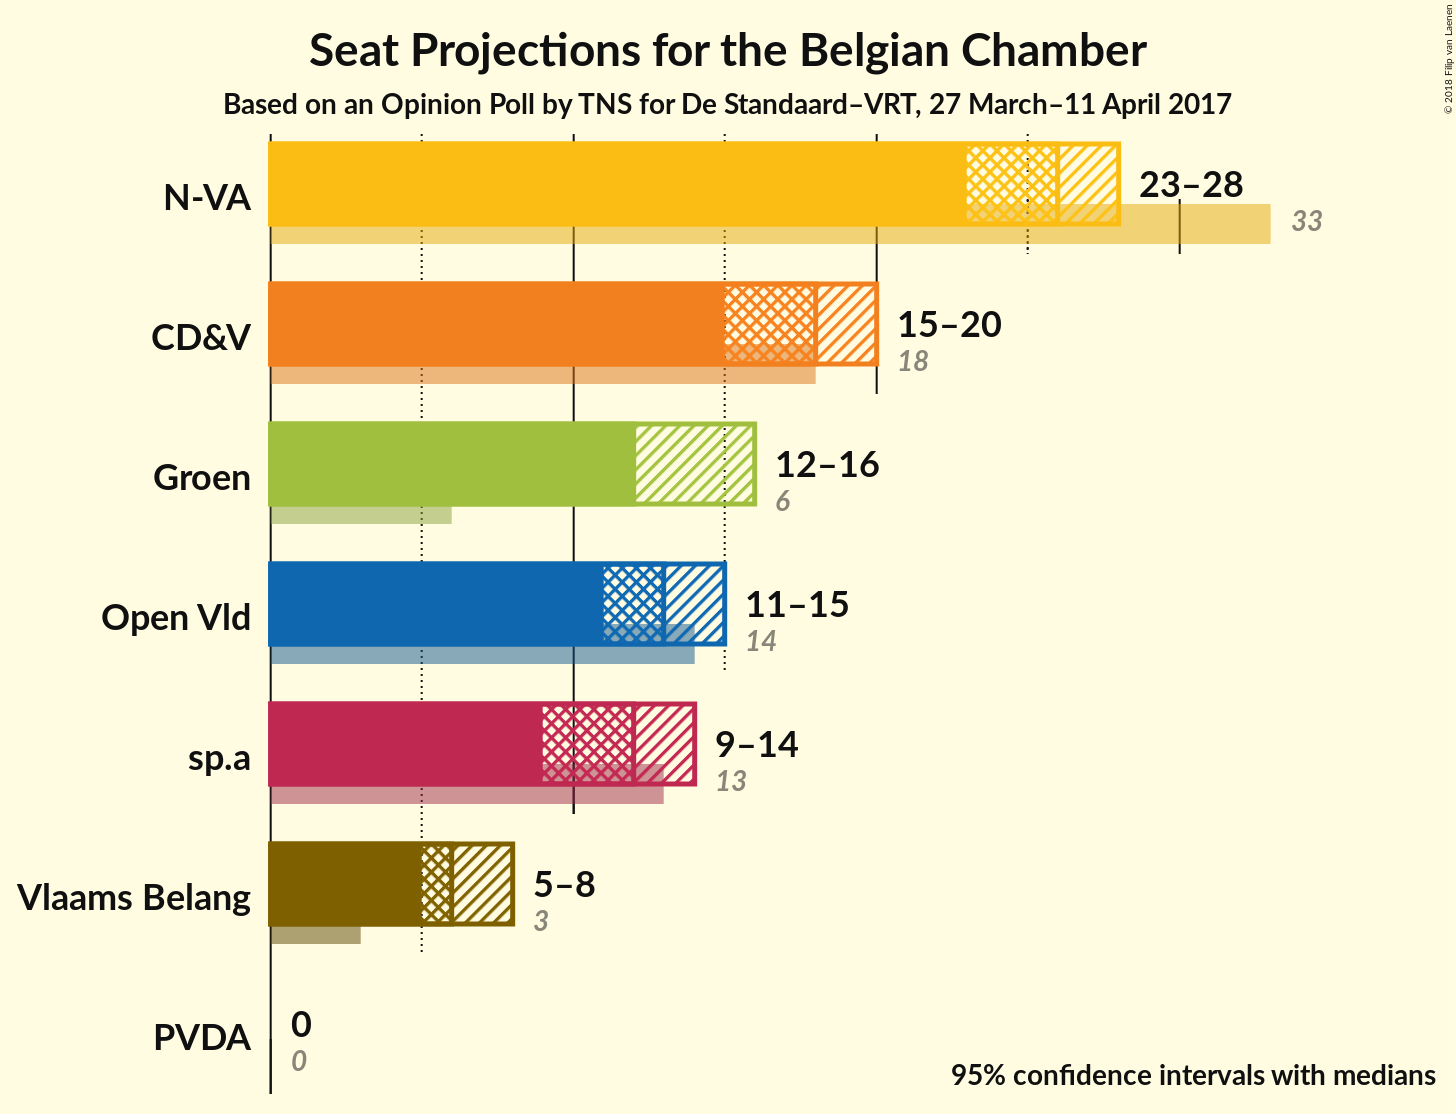 Seat Projections for the Belgian Chamber
Based on an Opinion Poll by TNS for De Standaard–VRT, 27 March–11 April 2017
© 2018 Filip van Laenen
N-VA
23–28
33
CD&V
15–20
18
Groen
12–16
6
Open Vld
11–15
14
sp.a
9–14
13
Vlaams Belang
5–8
3
PVDA
0
0
95% confidence intervals with medians